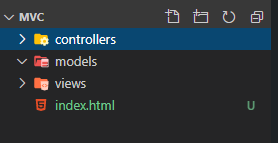 MVC
controllers
models
views
index.html U